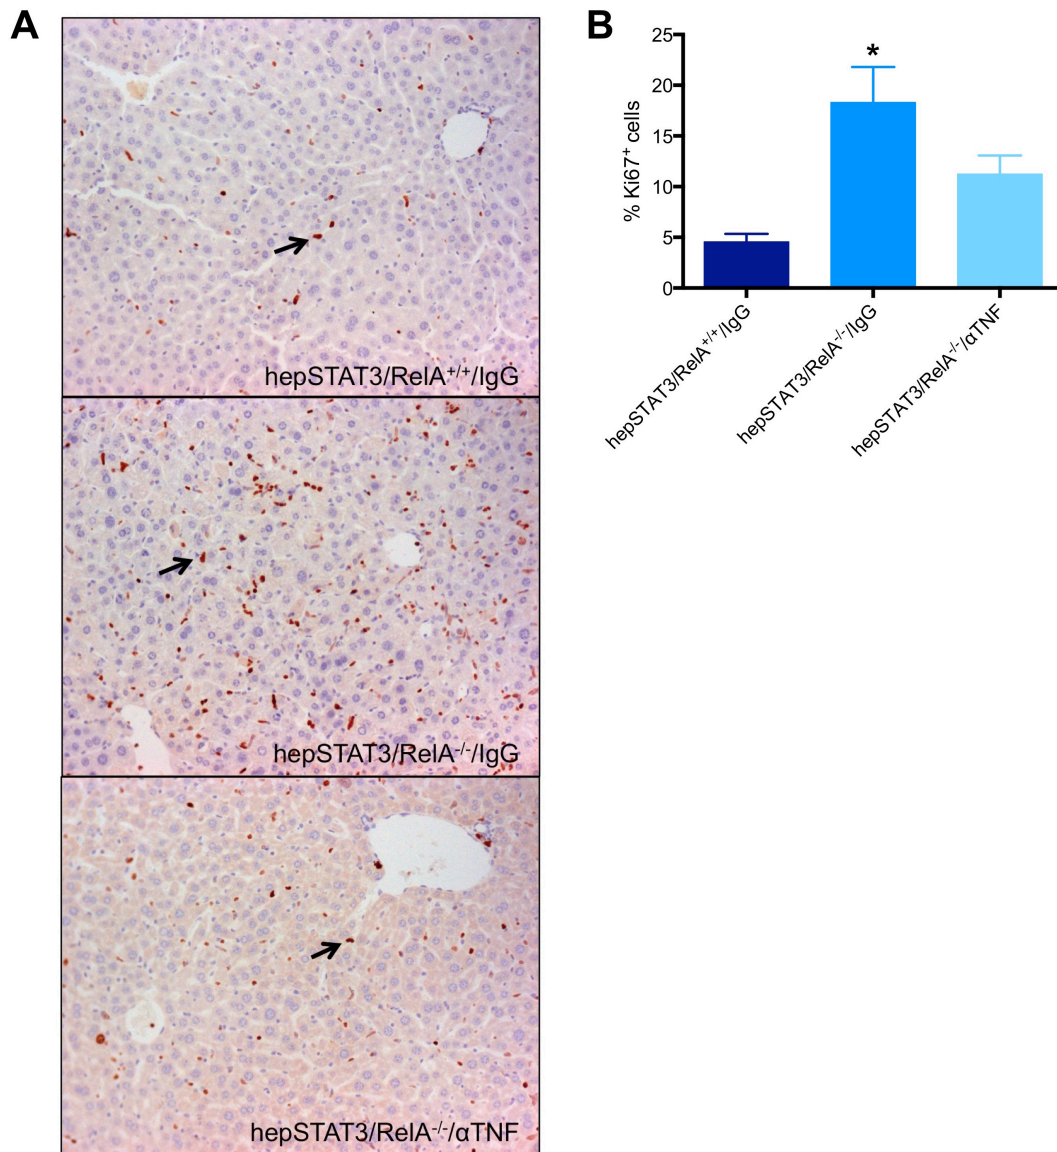 A
hepSTAT3/RelA+/+/IgG
hepSTAT3/RelA-/-/IgG
hepSTAT3/RelA-/-/αTNF
B
25
20
15
10
5
0
% Ki67+ cells
*
hepSTAT3/RelA+/+/IgG
hepSTAT3/RelA-/-/IgG
hepSTAT3/RelA-/-/αTNF